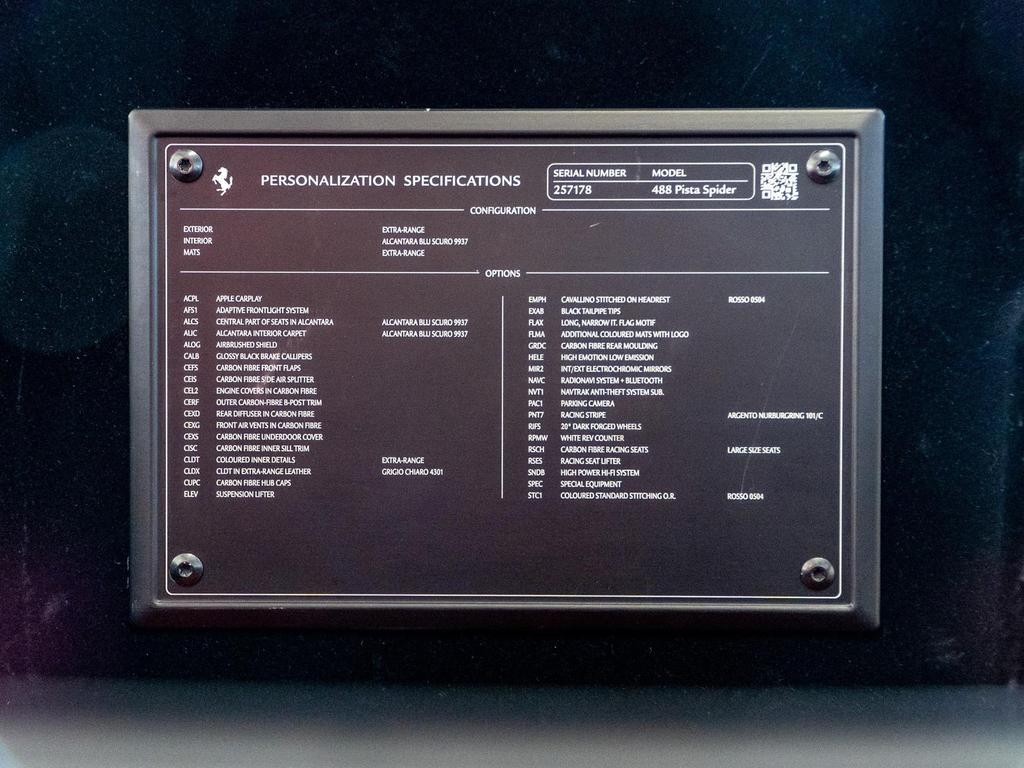 PERSONALIZATION SPECIFICATIONS
SERIAL NUMBER MODEL
257178 488 Pista Spider
CONFIGURATION
EXTERIOR EXTRA-RANGE
INTERIOR ALCANTARA BLU SCURO 9937
MATS EXTRA-RANGE
OPTIONS
ACPL APPLE CARPLAY
AFS1 ADAPTIVE FRONTLIGHT SYSTEM
ALCS CENTRAL PART OF SEATS IN ALCANTARA ALCANTARA BLU SCURO 9937
ALIC ALCANTARA INTERIOR CARPET ALCANTARA BLU SCURO 9937
ALOG AIRBRUSHED SHIELD
CALB GLOSSY BLACK BRAKE CALLIPERS
CEFS CARBON FIBRE FRONT FLAPS
CEIS CARBON FIBRE SIDE AIR SPLITTER
CEL2 ENGINE COVERS IN CARBON FIBRE
CERF OUTER CARBON-FIBRE B-POST TRIM
CEXD REAR DIFFUSER IN CARBON FIBRE
CEXG FRONT AIR VENTS IN CARBON FIBRE
CEXS CARBON FIBRE UNDERDOOR COVER
CISC CARBON FIBRE INNER SILL TRIM
CLDT COLOURED INNER DETAILS EXTRA-RANGE
CLDX CLDT IN EXTRA-RANGE LEATHER GRIGIO CHIARO 4301
CUPC CARBON FIBRE HUB CAPS
ELEV SUSPENSION LIFTER
EMPH CAVALLINO STITCHED ON HEADREST ROSSO 0504
EXAB BLACK TAILPIPE TIPS
FLAX LONG, NARROW IT. FLAG MOTIF
FLMA ADDITIONAL COLOURED MATS WITH LOGO
GRDC CARBON FIBRE REAR MOULDING
HELE HIGH EMOTION LOW EMISSION
MIR2 INT/EXT ELECTROCHROMIC MIRRORS
NAVC RADIONAVI SYSTEM + BLUETOOTH
NVT1 NAVTRAK ANTI-THEFT SYSTEM SUB.
PAC1 PARKING CAMERA
PNT7 RACING STRIPE ARGENTO NURBURGRING 101/C
RIFS 20" DARK FORGED WHEELS
RPMW WHITE REV COUNTER
RSCH CARBON FIBRE RACING SEATS LARGE SIZE SEATS
RSES RACING SEAT LIFTER
SNDB HIGH POWER HI-FI SYSTEM
SPEC SPECIAL EQUIPMENT
STC1 COLOURED STANDARD STITCHING O.R. ROSSO 0504